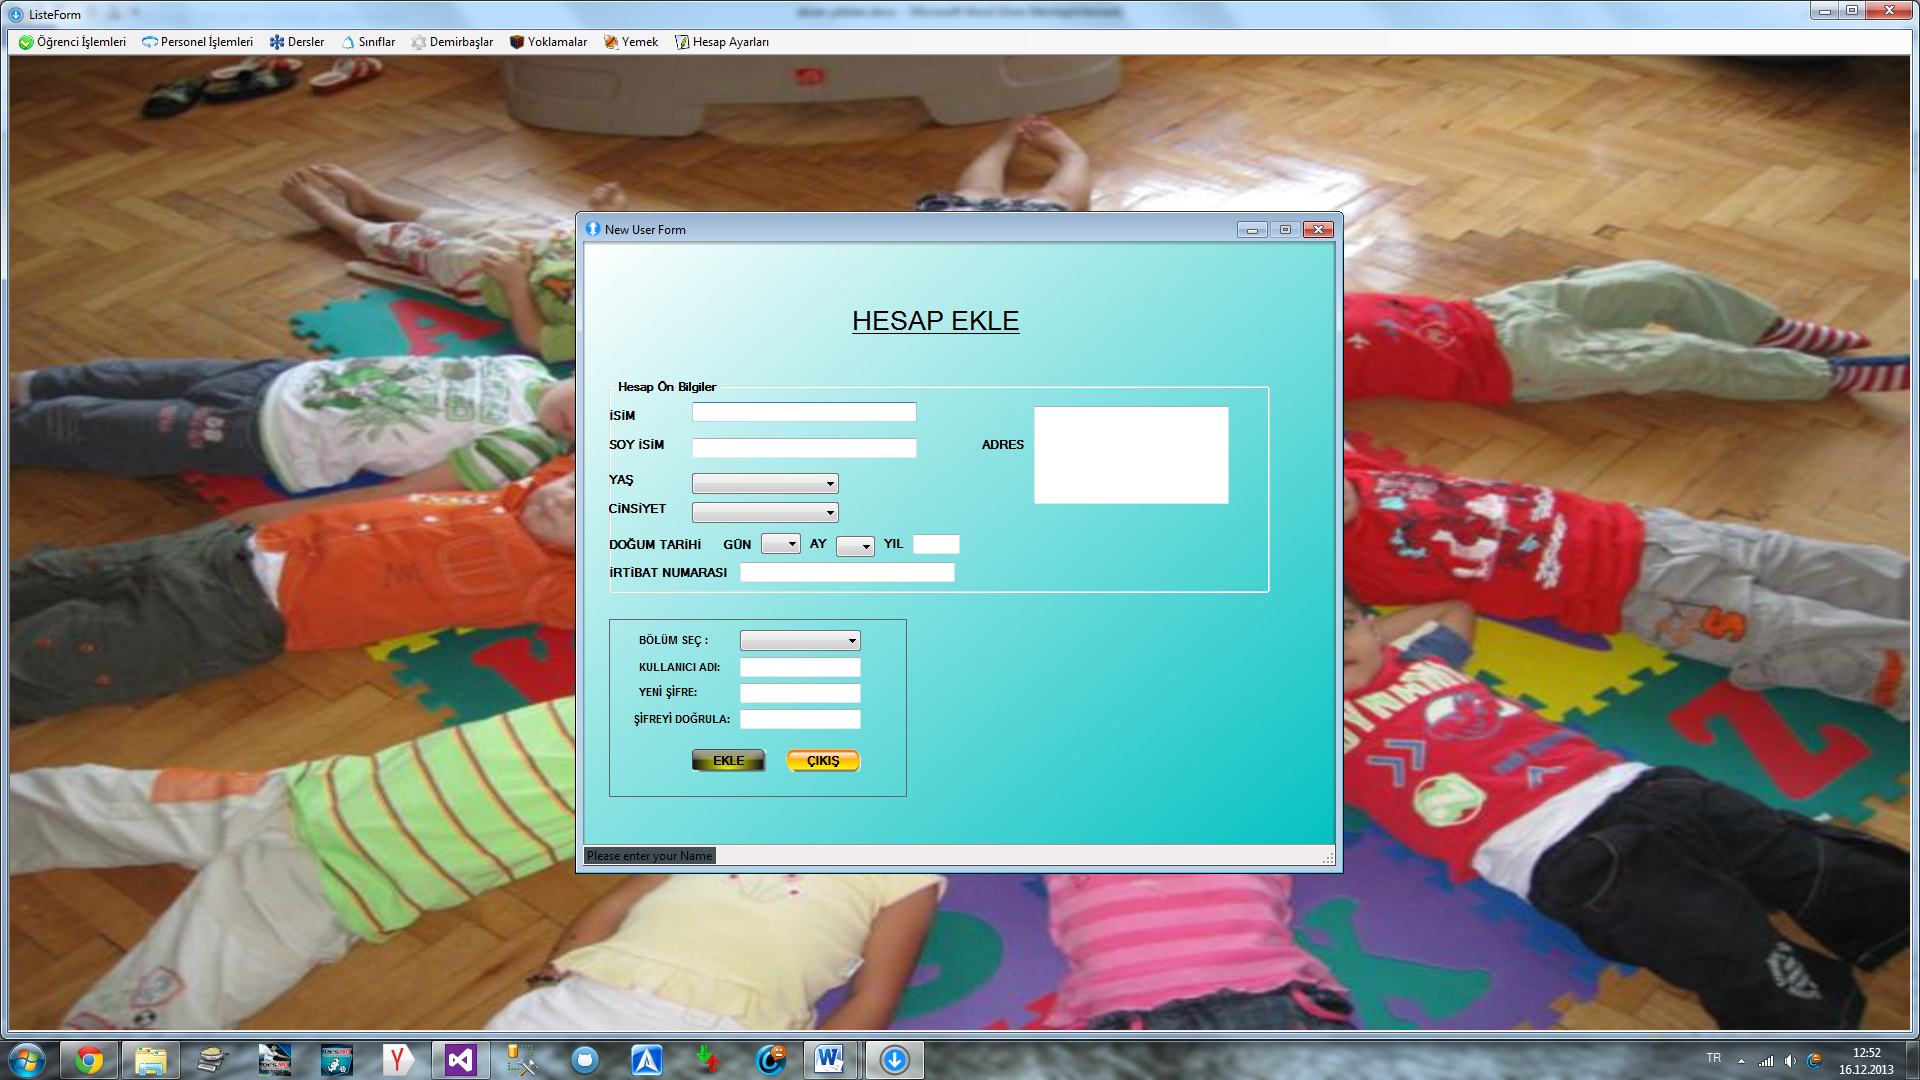 ListeForm
Öğrenci İşlemleri Personel İşlemleri Dersler Sınıflar Demirbaşlar Yoklamalar Yemek Hesap Ayarları
New User Form
HESAP EKLE
Hesap Ön Bilgiler
İSİM
SOY İSİM
ADRES
YAŞ
CİNSİYET
DOĞUM TARİHİ GÜN AY YIL
İRTİBAT NUMARASI
BÖLÜM SEÇ :
KULLANICI ADI:
YENİ ŞİFRE:
ŞİFREYİ DOĞRULA:
EKLE ÇIKIŞ
Please enter your Name
TR
12:52
16.12.2013